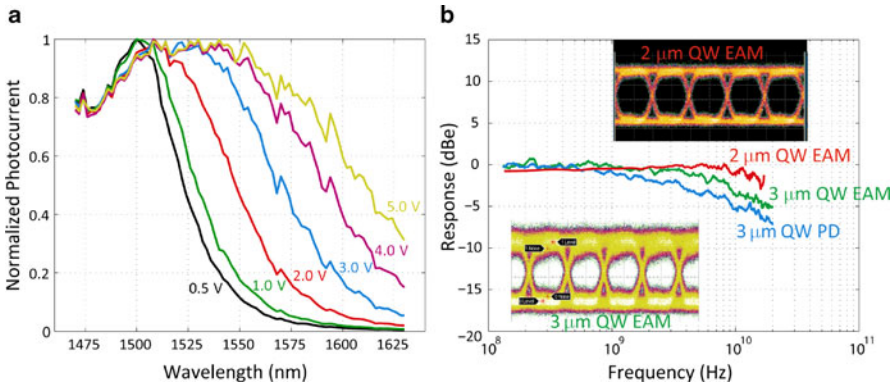 a
Normalized Photocurrent
1
0.8
0.6
0.4
0.2
0
5.0 V
4.0 V
3.0 V
2.0 V
1.0 V
0.5 V
1475 1500 1525 1550 1575 1600 1625
Wavelength (nm)
b
Response (dBe)
15
10
5
0
−5
−10
−15
−20
2 μm QW EAM
2 μm QW EAM
3 μm QW EAM
3 μm QW PD
3 μm QW EAM
10^8 10^9 10^10 10^11
Frequency (Hz)